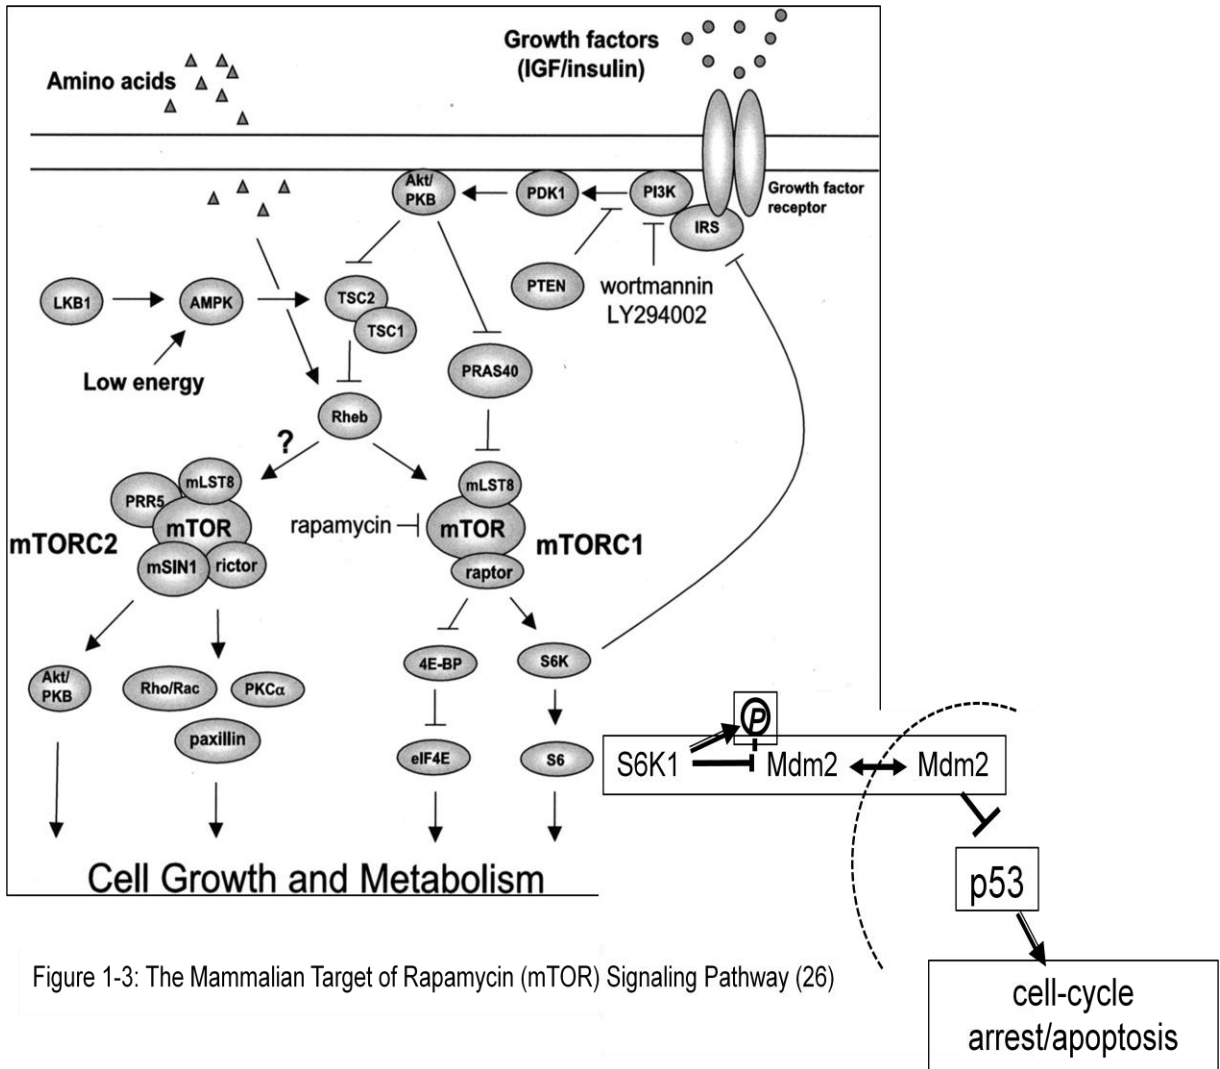 Growth factors
(IGF/insulin)
Amino acids
Akt/
PKB
PDK1
PI3K
Growth factor
receptor
IRS
PTEN
wortmannin
LY294002
LKB1
AMPK
TSC2
TSC1
Low energy
PRAS40
Rheb
?
mLST8
PRR5
mTOR
mTORC2
mSIN1
rictor
rapamycin
mLST8
mTOR
mTORC1
raptor
4E-BP
S6K
Akt/
PKB
Rho/Rac
PKCα
paxillin
eIF4E
S6
P
S6K1
Mdm2
Mdm2
p53
Cell Growth and Metabolism
Figure 1-3: The Mammalian Target of Rapamycin (mTOR) Signaling Pathway (26)
cell-cycle
arrest/apoptosis